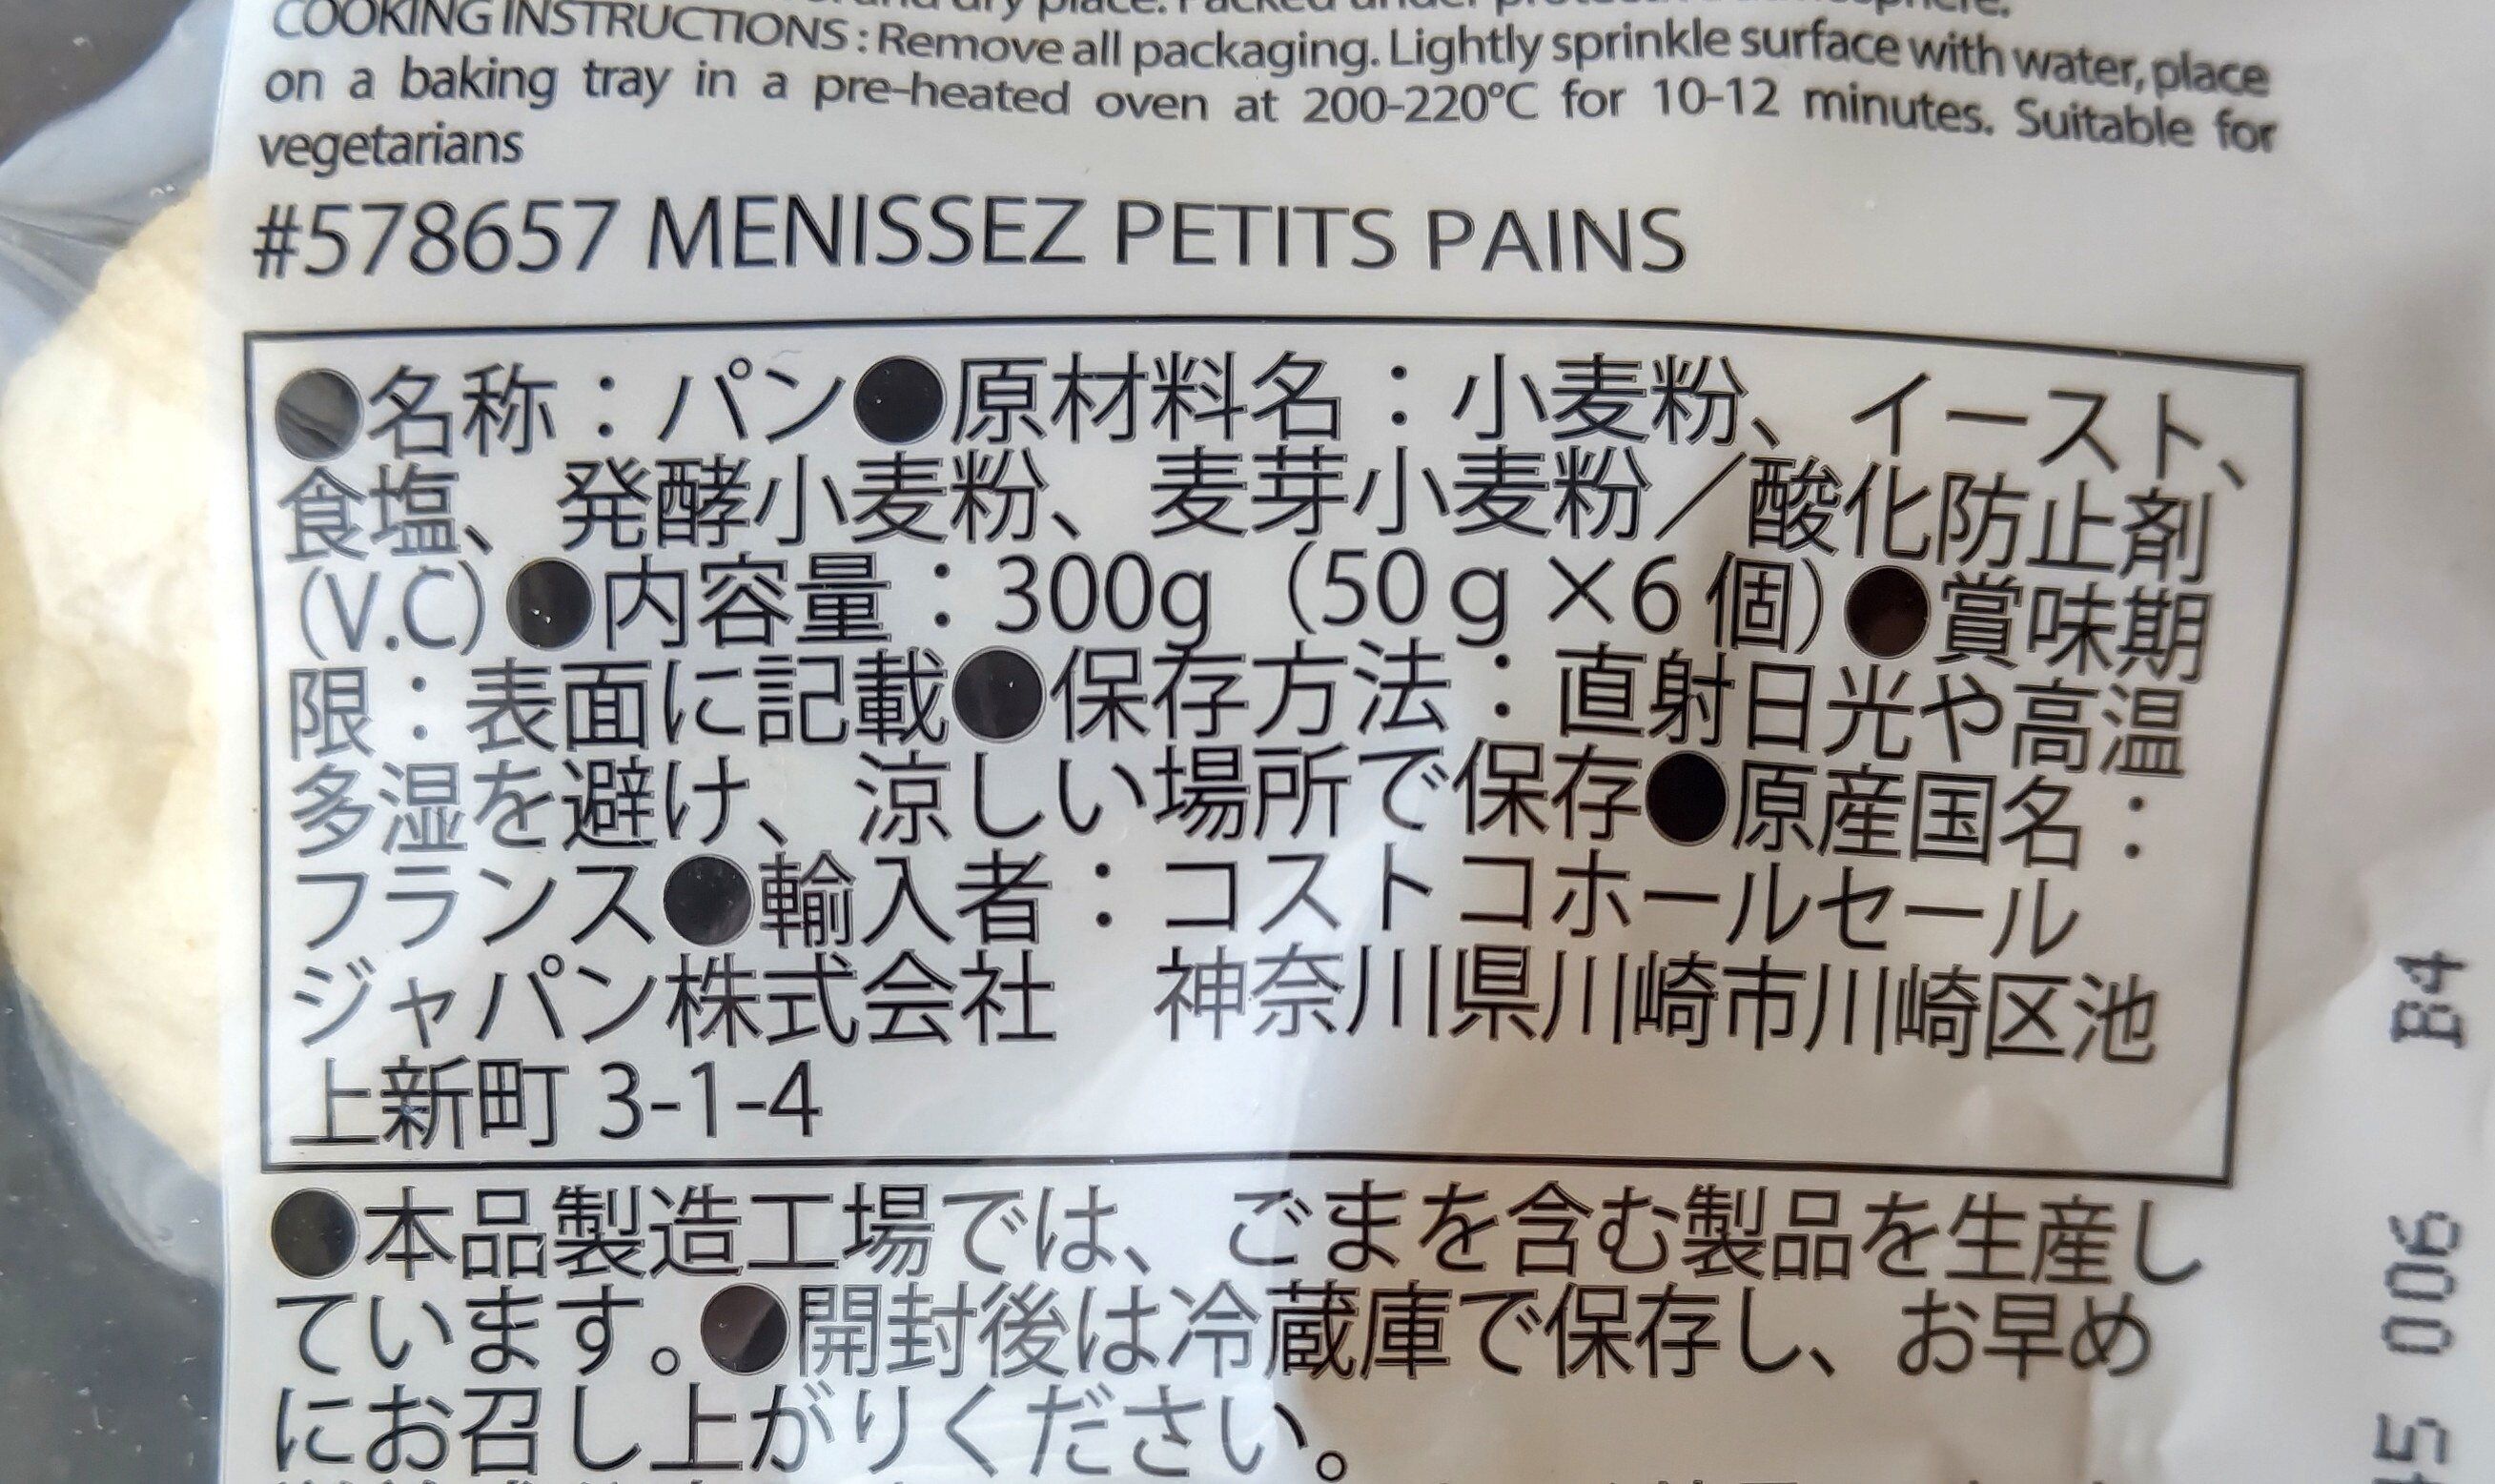 COOKING INSTRUCTIONS : Remove all packaging. Lightly sprinkle surface with water, place
on a baking tray in a pre-heated oven at 200-220°C for 10-12 minutes. Suitable for
vegetarians
#578657 MENISSEZ PETITS PAINS
●名称：パン●原材料名：小麦粉、イースト、
食塩、発酵小麦粉、麦芽小麦粉／酸化防止剤
(V.C)●内容量：300g（50ｇ×6個）●賞味期
限：表面に記載●保存方法：直射日光や高温
多湿を避け、涼しい場所で保存●原産国名：
フランス●輸入者：コストコホールセール
ジャパン株式会社　神奈川県川崎市川崎区池
上新町 3-1-4
●本品製造工場では、ごまを含む製品を生産し
ています。●開封後は冷蔵庫で保存し、お早め
にお召し上がりください。
B4
006